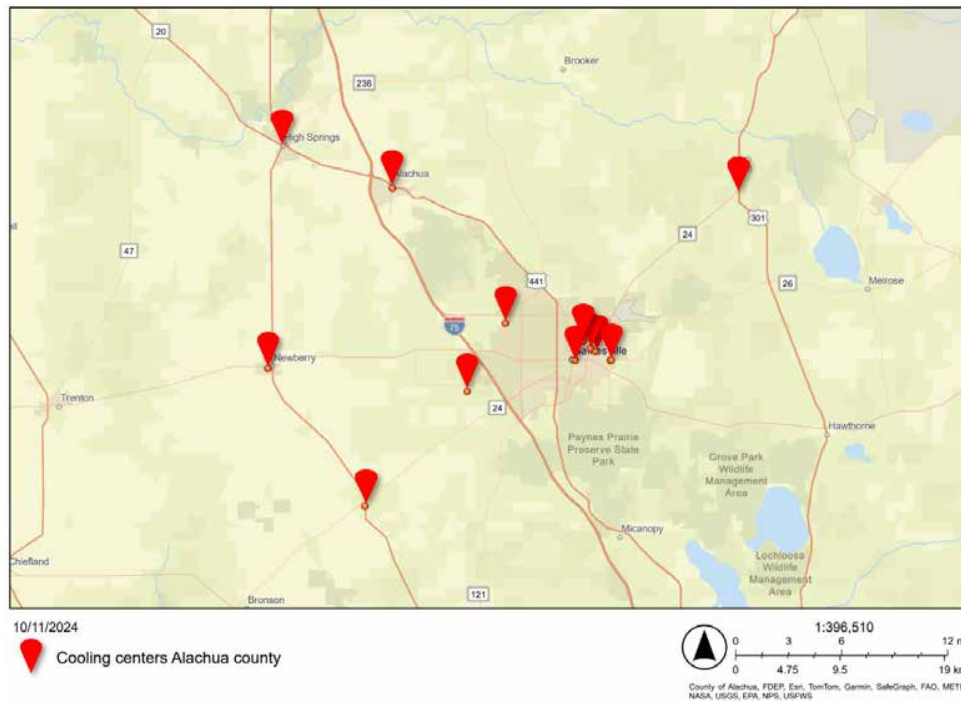 20
Brooker
236
High Springs
Alachua
301
47
24
26
Melrose
441
75
Newberry
Trenton
24
Hawthorne
Paynes Prairie
Preserve State
Park
Grove Park
Wildlife
Management
Area
Micanopy
Lochloosa
Wildlife
Management
Area
Chiefland
121
Bronson
10/11/2024
1:396,510
0 3 6 12 m
Cooling centers Alachua county
0 4.75 9.5 19 k
County of Alachua, FDEP, Esri, TomTom, Garmin, SafeGraph, FAO, METI
NASA, USGS, EPA, NPS, USFWS